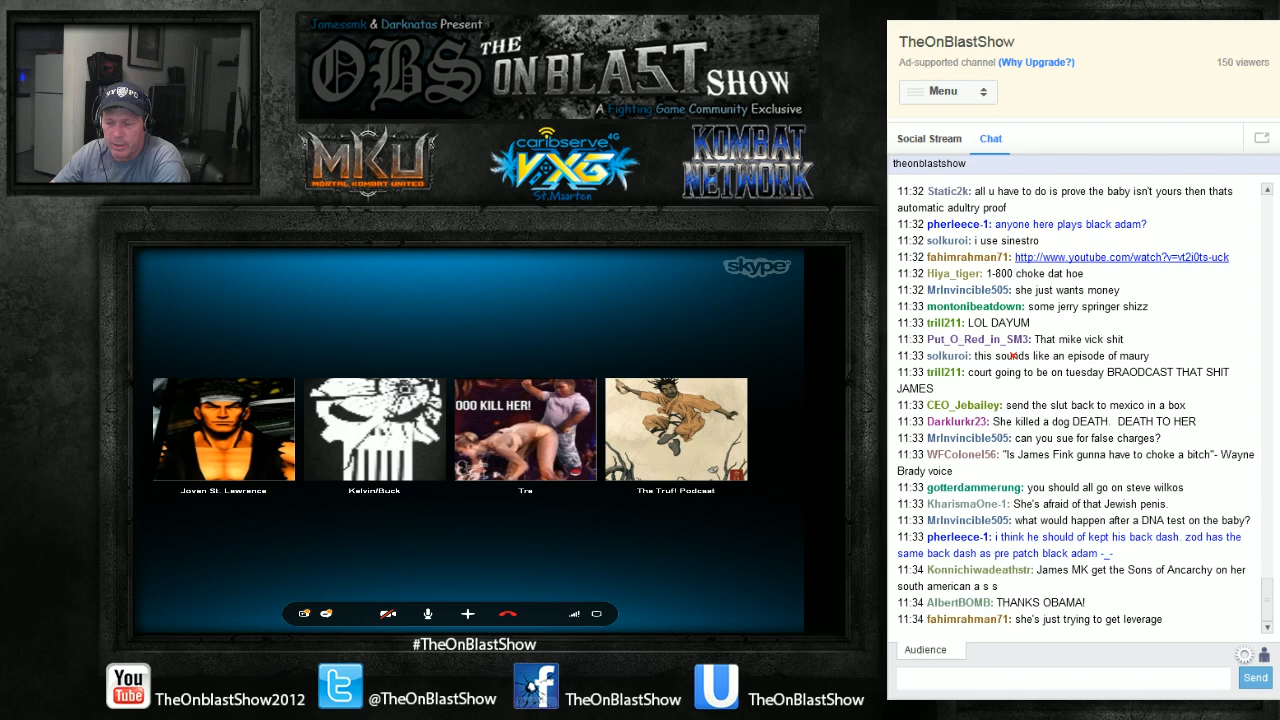 Jamessmk & Darknatas Present
OBS THE ON BLAST SHOW
A Fighting Game Community Exclusive
MKU
MORTAL KOMBAT UNITED
caribserve 4G
VXG
St.Maarten
KOMBAT
NETWORK
skype
OOO KILL HER!
Jovan St. Lawrence
Kelvin/Buck
Tre
The Truf! Podcast
#TheOnBlastShow
You
Tube
TheOnblastShow2012
@TheOnBlastShow
TheOnBlastShow
TheOnBlastShow
TheOnBlastShow
Ad-supported channel (Why Upgrade?)
150 viewers
Menu
Social Stream
Chat
theonblastshow
11:32 Static2k: all u have to do is prove the baby isn't yours then thats
automatic adultry proof
11:32 pherleece-1: anyone here plays black adam?
11:32 solkuroi: i use sinestro
11:32 fahimrahman71: http://www.youtube.com/watch?v=vt2i0ts-uck
11:32 Hiya_tiger: 1-800 choke dat hoe
11:32 MrInvincible505: she just wants money
11:33 montonibeatdown: some jerry springer shizz
11:33 trill211: LOL DAYUM
11:33 Put_O_Red_in_SM3: That mike vick shit
11:33 solkuroi: this sounds like an episode of maury
11:33 trill211: court going to be on tuesday BRAODCAST THAT SHIT
JAMES
11:33 CEO_Jebailey: send the slut back to mexico in a box
11:33 Darklurkr23: She killed a dog DEATH. DEATH TO HER
11:33 MrInvincible505: can you sue for false charges?
11:33 WFColonel56: "Is James Fink gunna have to choke a bitch"- Wayne
Brady voice
11:33 gotterdammerung: you should all go on steve wilkos
11:33 KharismaOne-1: She's afraid of that Jewish penis.
11:33 MrInvincible505: what would happen after a DNA test on the baby?
11:33 pherleece-1: i think he should of kept his back dash. zod has the
same back dash as pre patch black adam -_-
11:34 Konnichiwadeathstr: James MK get the Sons of Ancarchy on her
south american a s s
11:34 AlbertBOMB: THANKS OBAMA!
11:34 fahimrahman71: she's just trying to get leverage
Audience
Send